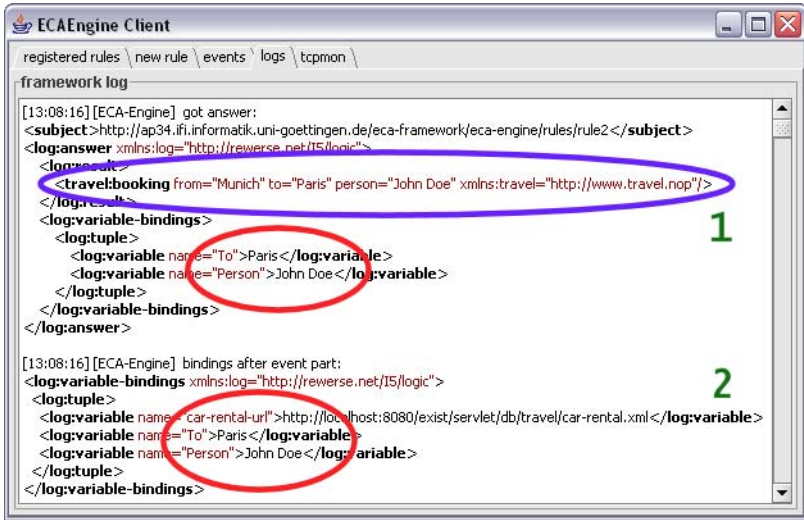 ECAEngine Client
registered rules \ new rule \ events / logs \ tcpmon \
framework log
[13:08:16] [ECA-Engine] got answer:
<subject>http://ap34.ifi.informatik.uni-goettingen.de/eca-framework/eca-engine/rules/rule2</subject>
<log:answer xmlns:log="http://rewerse.net/I5/logic">
<log:result>
<travel:booking from="Munich" to="Paris" person="John Doe" xmlns:travel="http://www.travel.nop"/>
</log:result>
<log:variable-bindings>
1
<log:tuple>
<log:variable name="To">Paris</log:variable>
<log:variable name="Person">John Doe</log:variable>
</log:tuple>
</log:variable-bindings>
</log:answer>
[13:08:16] [ECA-Engine] bindings after event part:
<log:variable-bindings xmlns:log="http://rewerse.net/I5/logic">
2
<log:tuple>
<log:variable name="car-rental-url">http://localhost:8080/exist/servlet/db/travel/car-rental.xml</log:variable>
<log:variable name="To">Paris</log:variable>
<log:variable name="Person">John Doe</log:variable>
</log:tuple>
</log:variable-bindings>